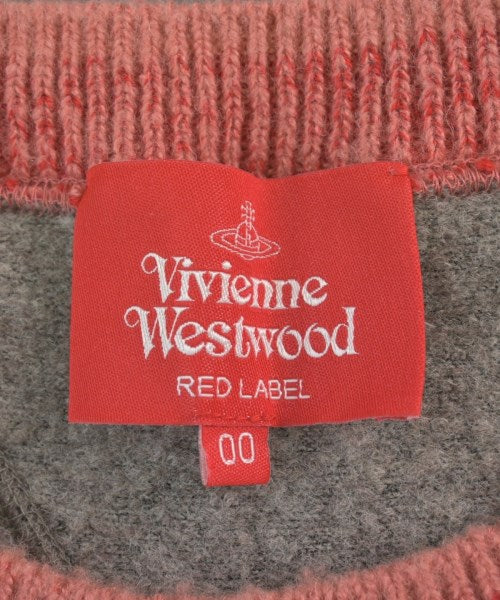 Vivienne
Westwood
RED LABEL
00